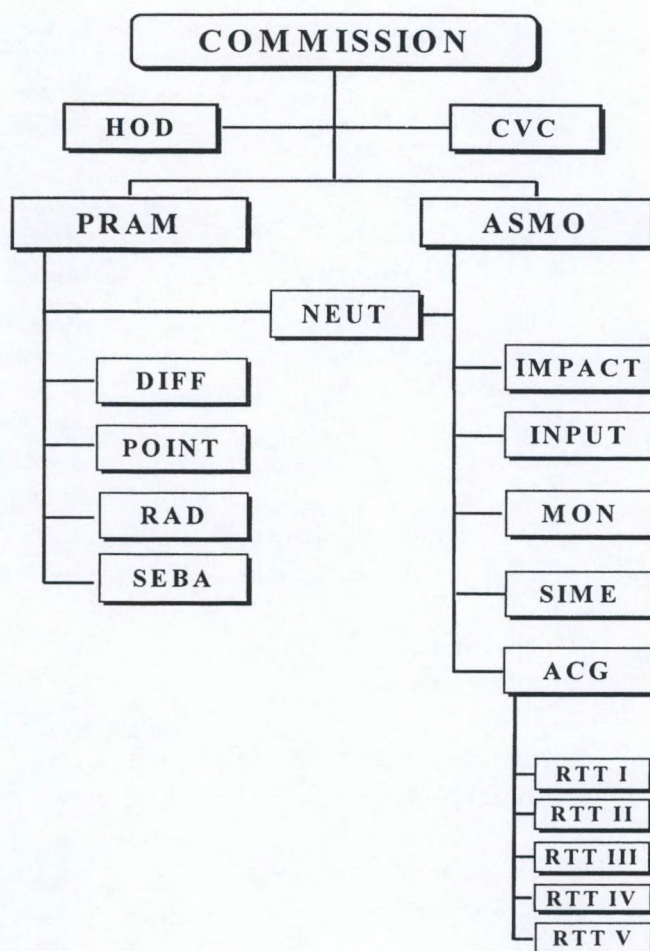 COMMISSION
HOD
CVC
PRAM
ASMO
NEUT
DIFF
POINT
RAD
SEBA
IMPACT
INPUT
MON
SIME
ACG
RTT I
RTT II
RTT III
RTT IV
RTT V